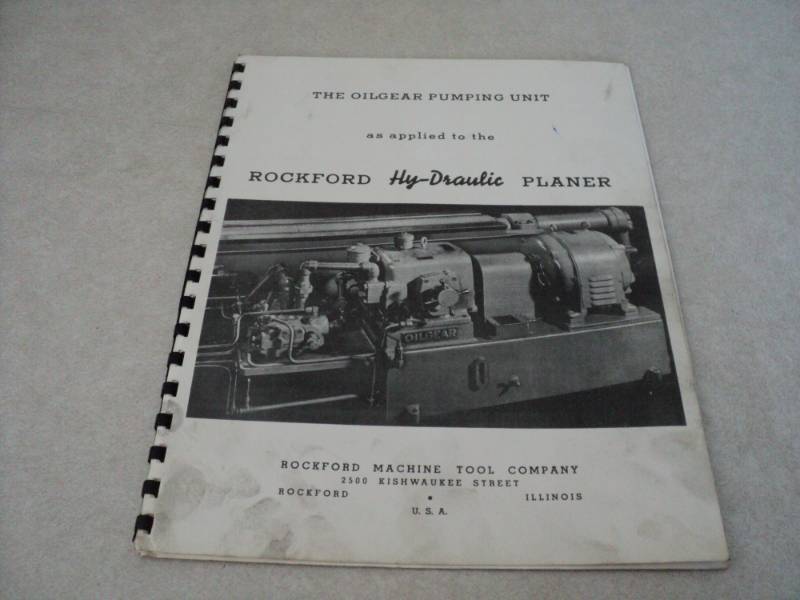 THE OILGEAR PUMPING UNIT
as applied to the
ROCKFORD Hy-Draulic PLANER
OILGEAR
ROCKFORD MACHINE TOOL COMPANY
2500 KISHWAUKEE STREET
ROCKFORD • ILLINOIS
U. S. A.